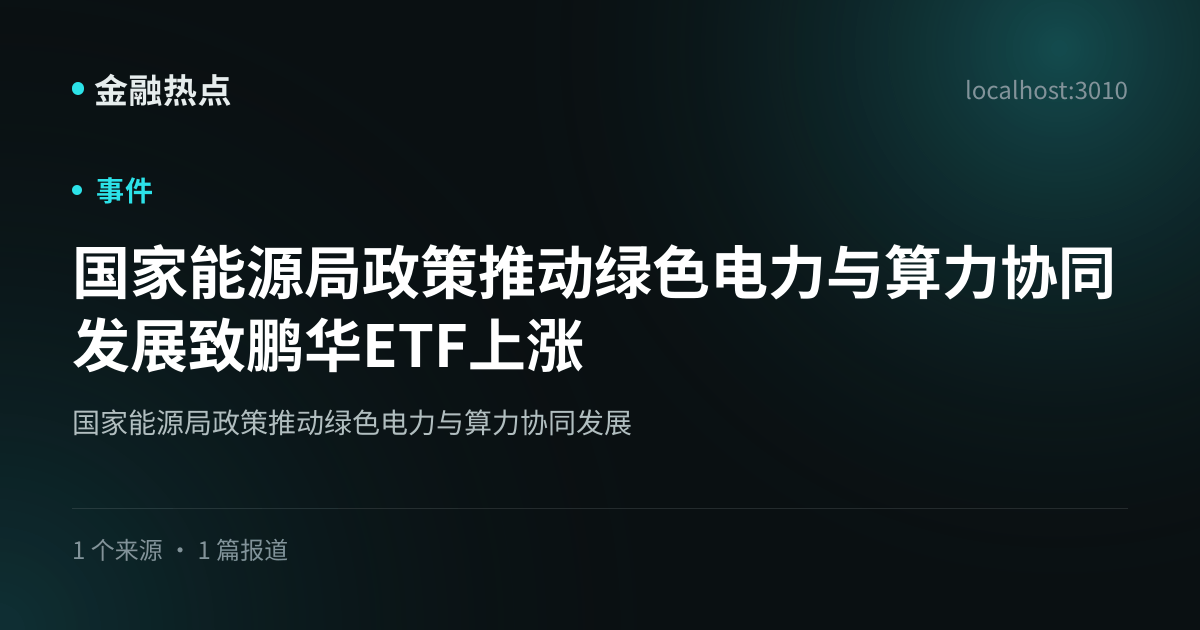 金融热点
localhost:3010
事件
国家能源局政策推动绿色电力与算力协同
发展致鹏华ETF上涨
国家能源局政策推动绿色电力与算力协同发展
1 个来源 · 1 篇报道